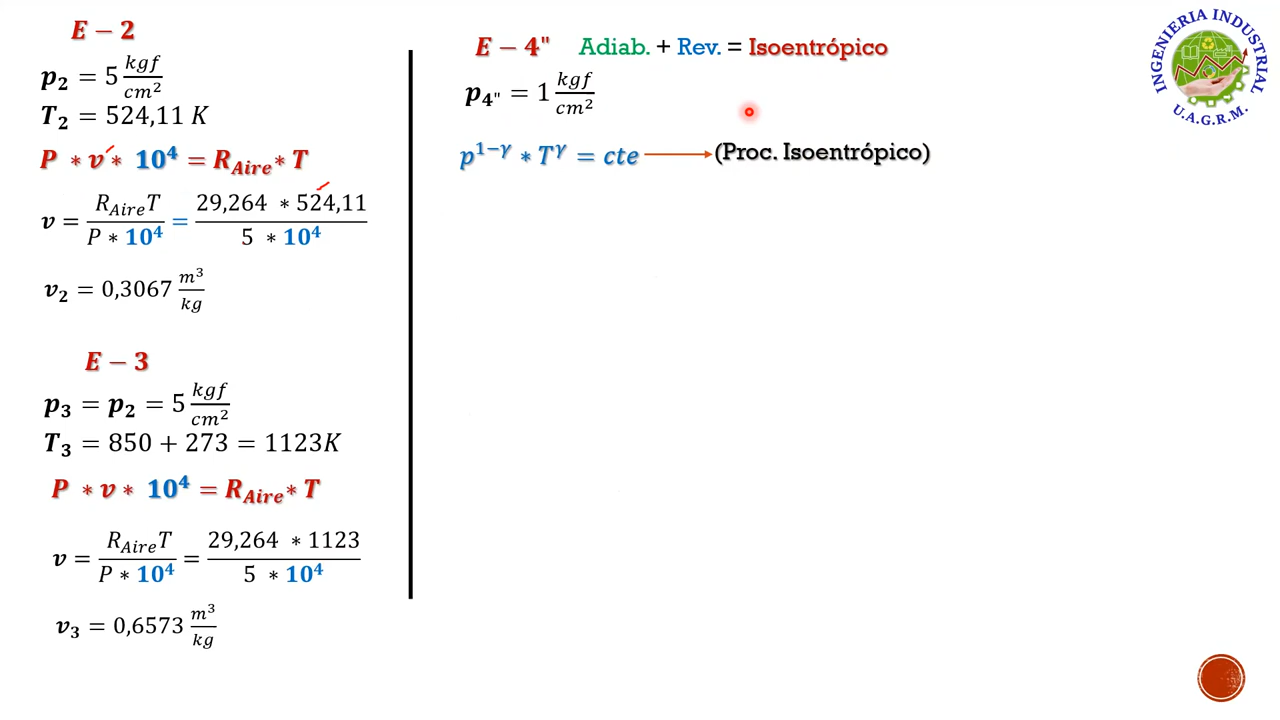 E − 2
p₂ = 5 kgf/cm²
T₂ = 524,11 K
P * v * 10⁴ = R_Aire * T
v = R_Aire T / P * 10⁴ = 29,264 * 524,11 / 5 * 10⁴
v₂ = 0,3067 m³/kg
E − 3
p₃ = p₂ = 5 kgf/cm²
T₃ = 850 + 273 = 1123K
P * v * 10⁴ = R_Aire * T
v = R_Aire T / P * 10⁴ = 29,264 * 1123 / 5 * 10⁴
v₃ = 0,6573 m³/kg
E − 4" Adiab. + Rev. = Isoentrópico
p₄" = 1 kgf/cm²
p^(1−γ) * T^γ = cte → (Proc. Isoentrópico)
INGENIERIA INDUSTRIAL
U.A.G.R.M.